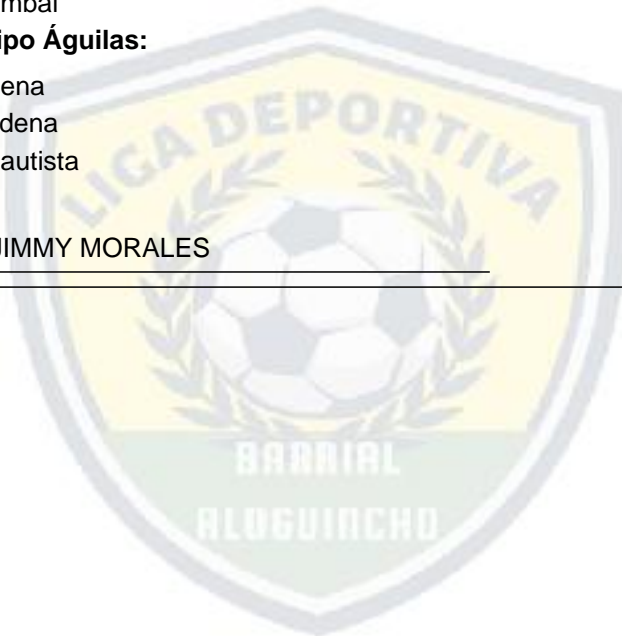 mbal
ipo Águilas:
ena
dena
autista
JIMMY MORALES
LIGA DEPORTIVA
BARRIAL
ALUGUINCHO